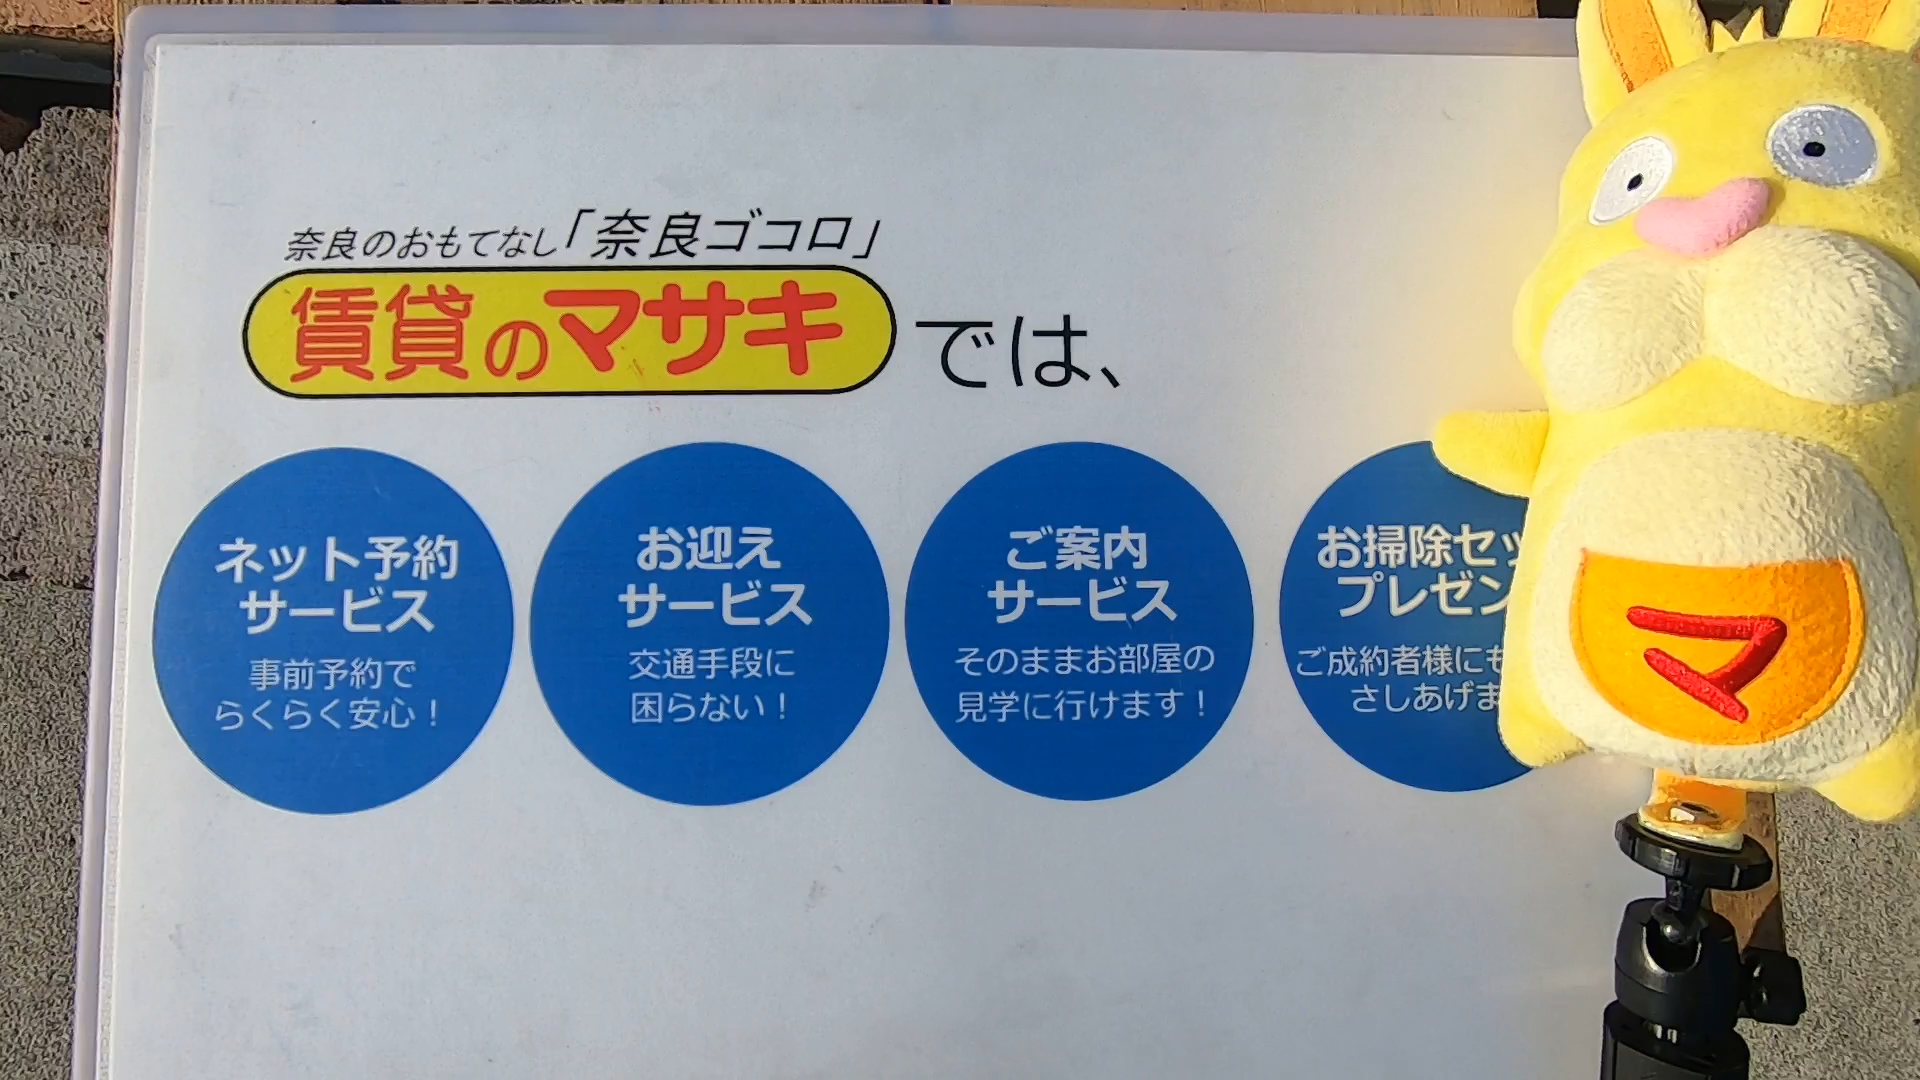 奈良のおもてなし「奈良ゴコロ」
賃貸のマサキでは、
ネット予約
サービス
事前予約で
らくらく安心！
お迎え
サービス
交通手段に
困らない！
ご案内
サービス
そのままお部屋の
見学に行けます！
お掃除セッ
プレゼン
ご成約者様にも
さしあげま
マ